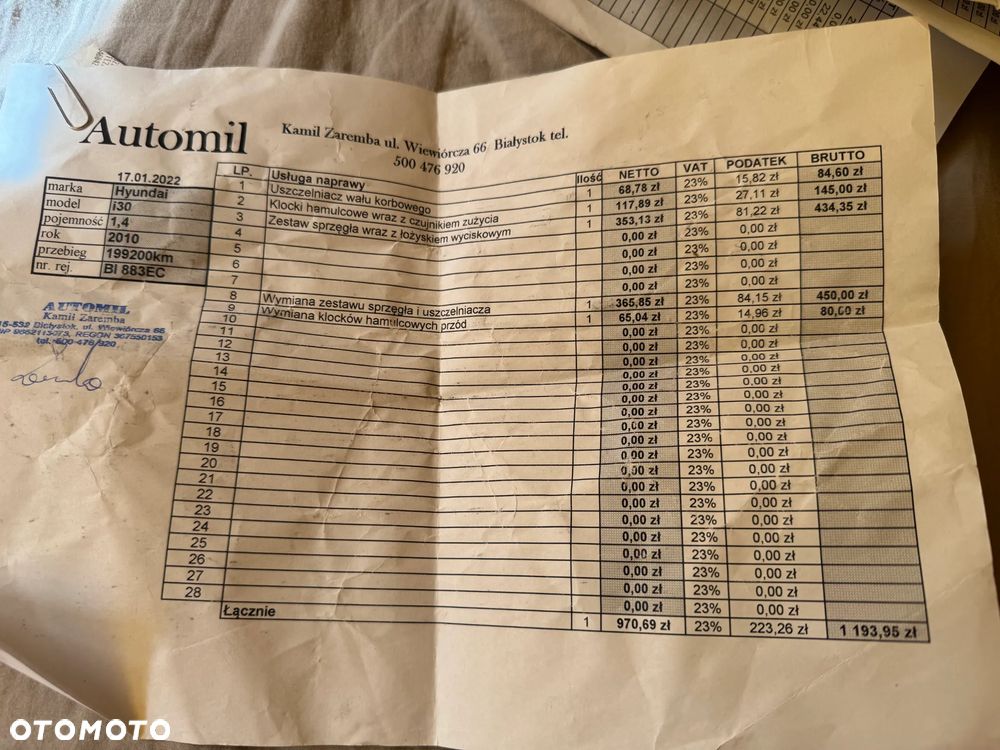 Automil
Kamil Zaremba ul. Wiewiórcza 66 Białystok tel.
500 476 920
17.01.2022
marka Hyundai
model i30
pojemność 1,4
rok 2010
przebieg 199200km
nr. rej. BI 883EC
AUTOMIL
Kamil Zaremba
15-532 Białystok, ul. Wiewiórcza 66
REGON 367550153
tel. 500-476-920
LP. Usługa naprawy Ilość NETTO VAT PODATEK BRUTTO
1 Uszczelniacz wału korbowego 1 68,78 zł 23% 15,82 zł 84,60 zł
2 Klocki hamulcowe wraz z czujnikiem zużycia 1 117,89 zł 23% 27,11 zł 145,00 zł
3 Zestaw sprzęgła wraz z łożyskiem wyciskowym 1 353,13 zł 23% 81,22 zł 434,35 zł
4 0,00 zł 23% 0,00 zł
5 0,00 zł 23% 0,00 zł
6 0,00 zł 23% 0,00 zł
7 0,00 zł 23% 0,00 zł
8 Wymiana zestawu sprzęgła i uszczelniacza 1 365,85 zł 23% 84,15 zł 450,00 zł
9 Wymiana klocków hamulcowych przód 1 65,04 zł 23% 14,96 zł 80,00 zł
10 0,00 zł 23% 0,00 zł
11 0,00 zł 23% 0,00 zł
12 0,00 zł 23% 0,00 zł
13 0,00 zł 23% 0,00 zł
14 0,00 zł 23% 0,00 zł
15 0,00 zł 23% 0,00 zł
16 0,00 zł 23% 0,00 zł
17 0,00 zł 23% 0,00 zł
18 0,00 zł 23% 0,00 zł
19 0,00 zł 23% 0,00 zł
20 0,00 zł 23% 0,00 zł
21 0,00 zł 23% 0,00 zł
22 0,00 zł 23% 0,00 zł
23 0,00 zł 23% 0,00 zł
24 0,00 zł 23% 0,00 zł
25 0,00 zł 23% 0,00 zł
26 0,00 zł 23% 0,00 zł
27 0,00 zł 23% 0,00 zł
28 0,00 zł 23% 0,00 zł
Łącznie 1 970,69 zł 23% 223,26 zł 1 193,95 zł
OTOMOTO